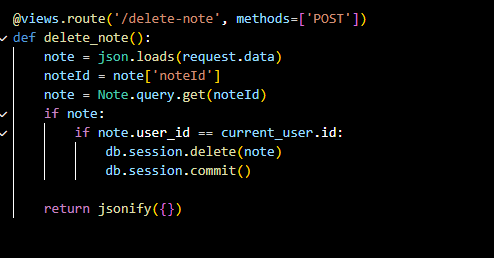 @views.route('/delete-note', methods=['POST'])
def delete_note():
    note = json.loads(request.data)
    noteId = note['noteId']
    note = Note.query.get(noteId)
    if note:
        if note.user_id == current_user.id:
            db.session.delete(note)
            db.session.commit()

    return jsonify({})